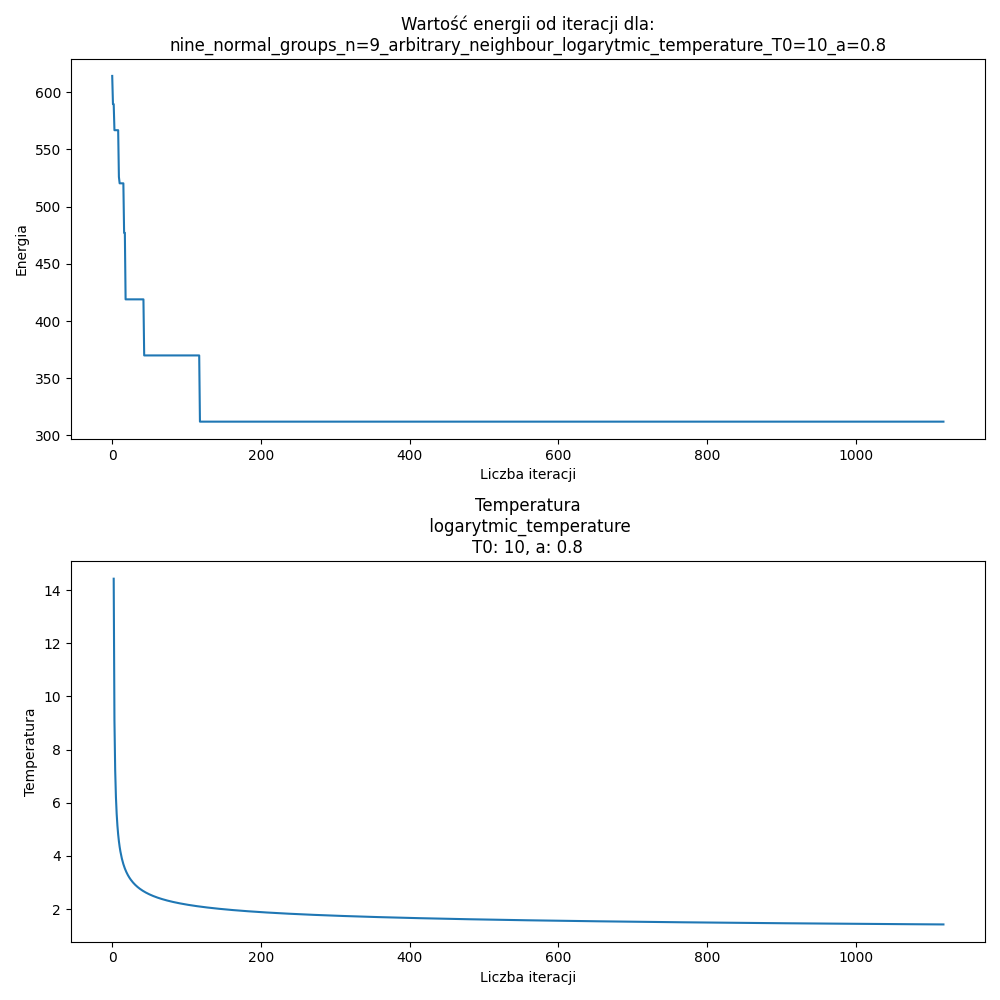 Wartość energii od iteracji dla:
nine_normal_groups_n=9_arbitrary_neighbour_logarytmic_temperature_T0=10_a=0.8
600
550
500
450
400
350
300
Energia
0 200 400 600 800 1000
Liczba iteracji
Temperatura
logarytmic_temperature
T0: 10, a: 0.8
14
12
10
8
6
4
2
Temperatura
0 200 400 600 800 1000
Liczba iteracji